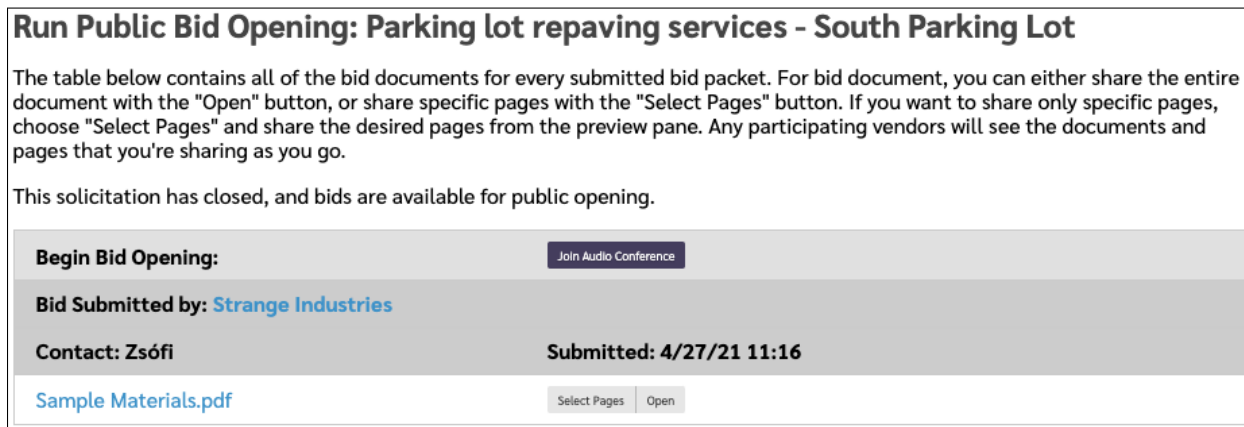 Run Public Bid Opening: Parking lot repaving services - South Parking Lot
The table below contains all of the bid documents for every submitted bid packet. For bid document, you can either share the entire
document with the "Open" button, or share specific pages with the "Select Pages" button. If you want to share only specific pages,
choose "Select Pages" and share the desired pages from the preview pane. Any participating vendors will see the documents and
pages that you're sharing as you go.
This solicitation has closed, and bids are available for public opening.
Begin Bid Opening: Join Audio Conference
Bid Submitted by: Strange Industries
Contact: Zsófi Submitted: 4/27/21 11:16
Sample Materials.pdf Select Pages Open